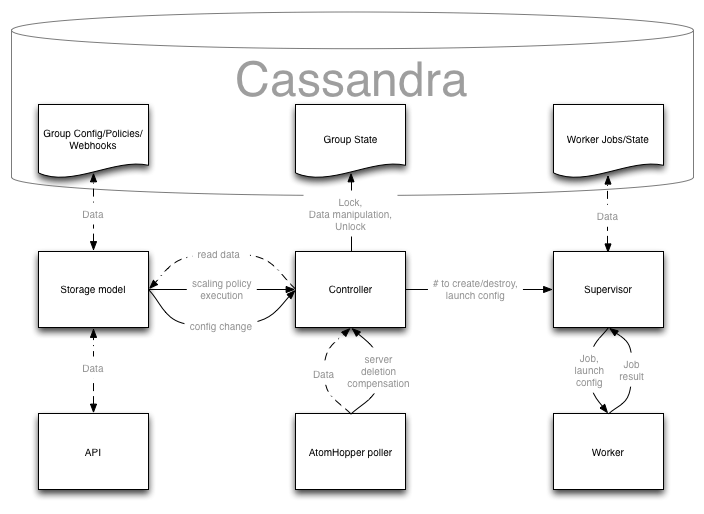 Cassandra
Group Config/Policies/
Webhooks
Group State
Worker Jobs/State
Data
Lock,
Data manipulation,
Unlock
Data
read data
Storage model
scaling policy
execution
Controller
# to create/destroy,
launch config
Supervisor
config change
Data
Data
server
deletion
compensation
Job,
launch
config
Job
result
API
AtomHopper poller
Worker